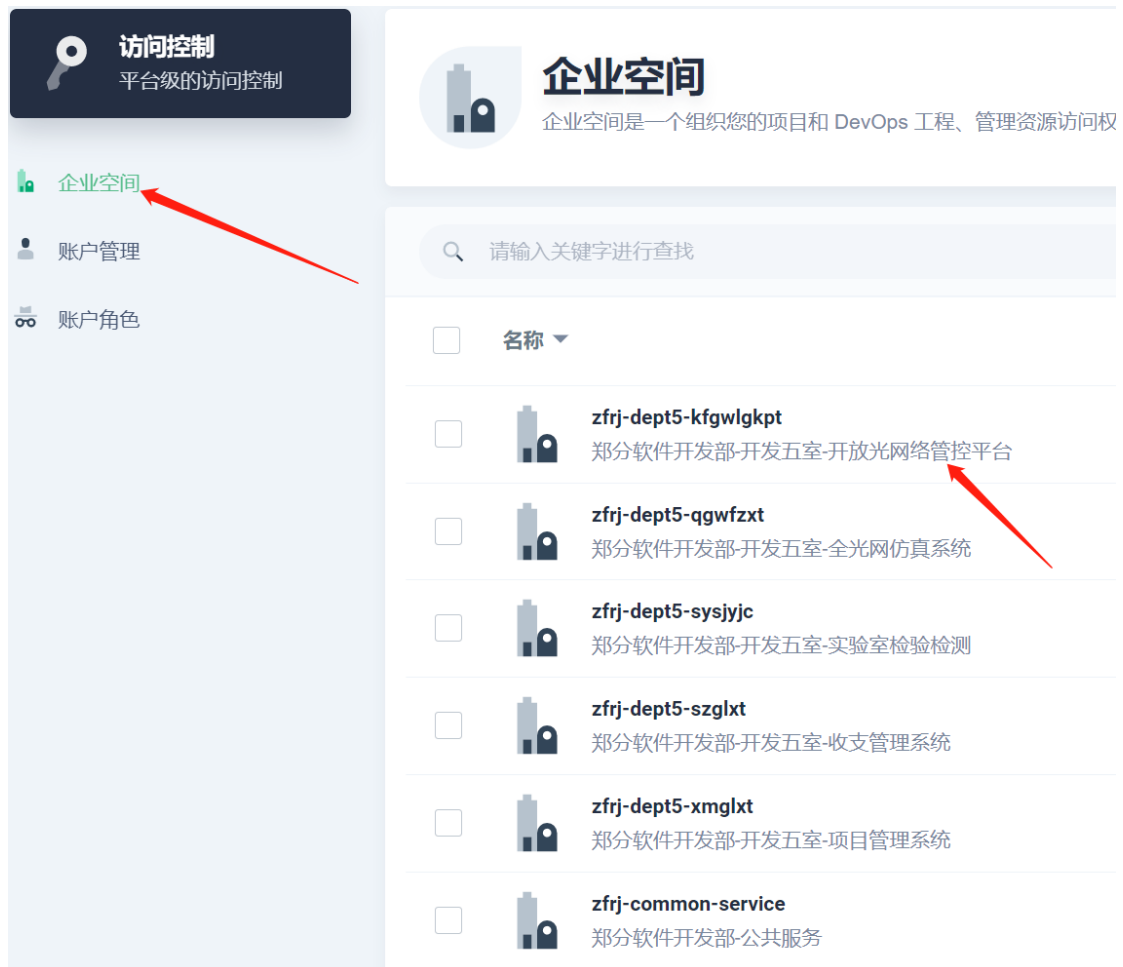 访问控制
平台级的访问控制
企业空间
账户管理
账户角色
企业空间
企业空间是一个组织您的项目和 DevOps 工程、管理资源访问权
请输入关键字进行查找
名称
zfrj-dept5-kfgwlgkpt
郑分软件开发部-开发五室-开放光网络管控平台
zfrj-dept5-qgwfzxt
郑分软件开发部-开发五室-全光网仿真系统
zfrj-dept5-sysjyjc
郑分软件开发部-开发五室-实验室检验检测
zfrj-dept5-szglxt
郑分软件开发部-开发五室-收支管理系统
zfrj-dept5-xmglxt
郑分软件开发部-开发五室-项目管理系统
zfrj-common-service
郑分软件开发部-公共服务